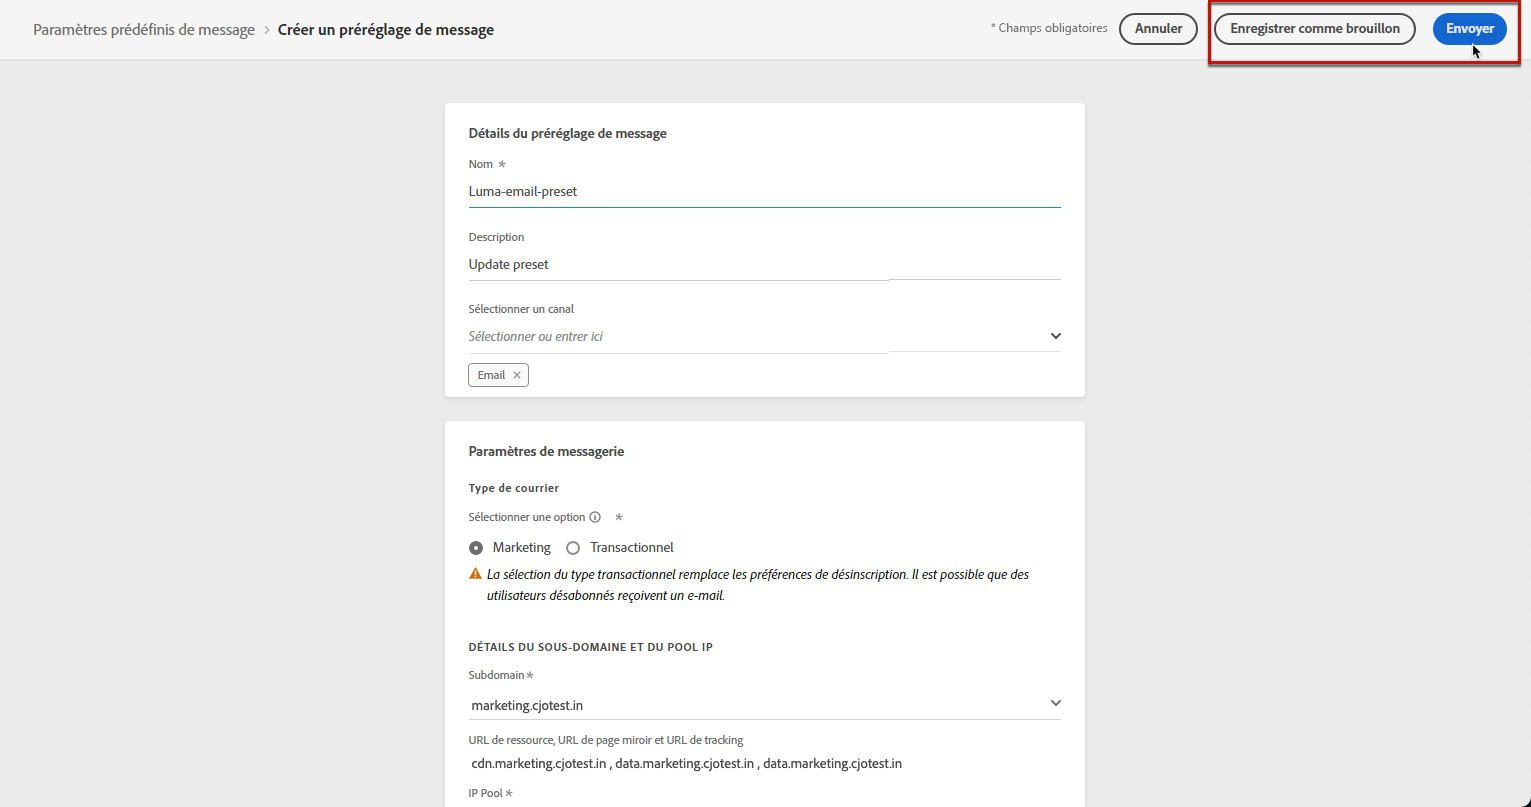 Paramètres prédéfinis de message > Créer un préréglage de message
* Champs obligatoires
Annuler
Enregistrer comme brouillon
Envoyer
Détails du préréglage de message
Nom *
Luma-email-preset
Description
Update preset
Sélectionner un canal
Sélectionner ou entrer ici
Email ×
Paramètres de messagerie
Type de courrier
Sélectionner une option *
Marketing
Transactionnel
La sélection du type transactionnel remplace les préférences de désinscription. Il est possible que des
utilisateurs désabonnés reçoivent un e-mail.
DÉTAILS DU SOUS-DOMAINE ET DU POOL IP
Subdomain *
marketing.cjotest.in
URL de ressource, URL de page miroir et URL de tracking
cdn.marketing.cjotest.in , data.marketing.cjotest.in , data.marketing.cjotest.in
IP Pool *